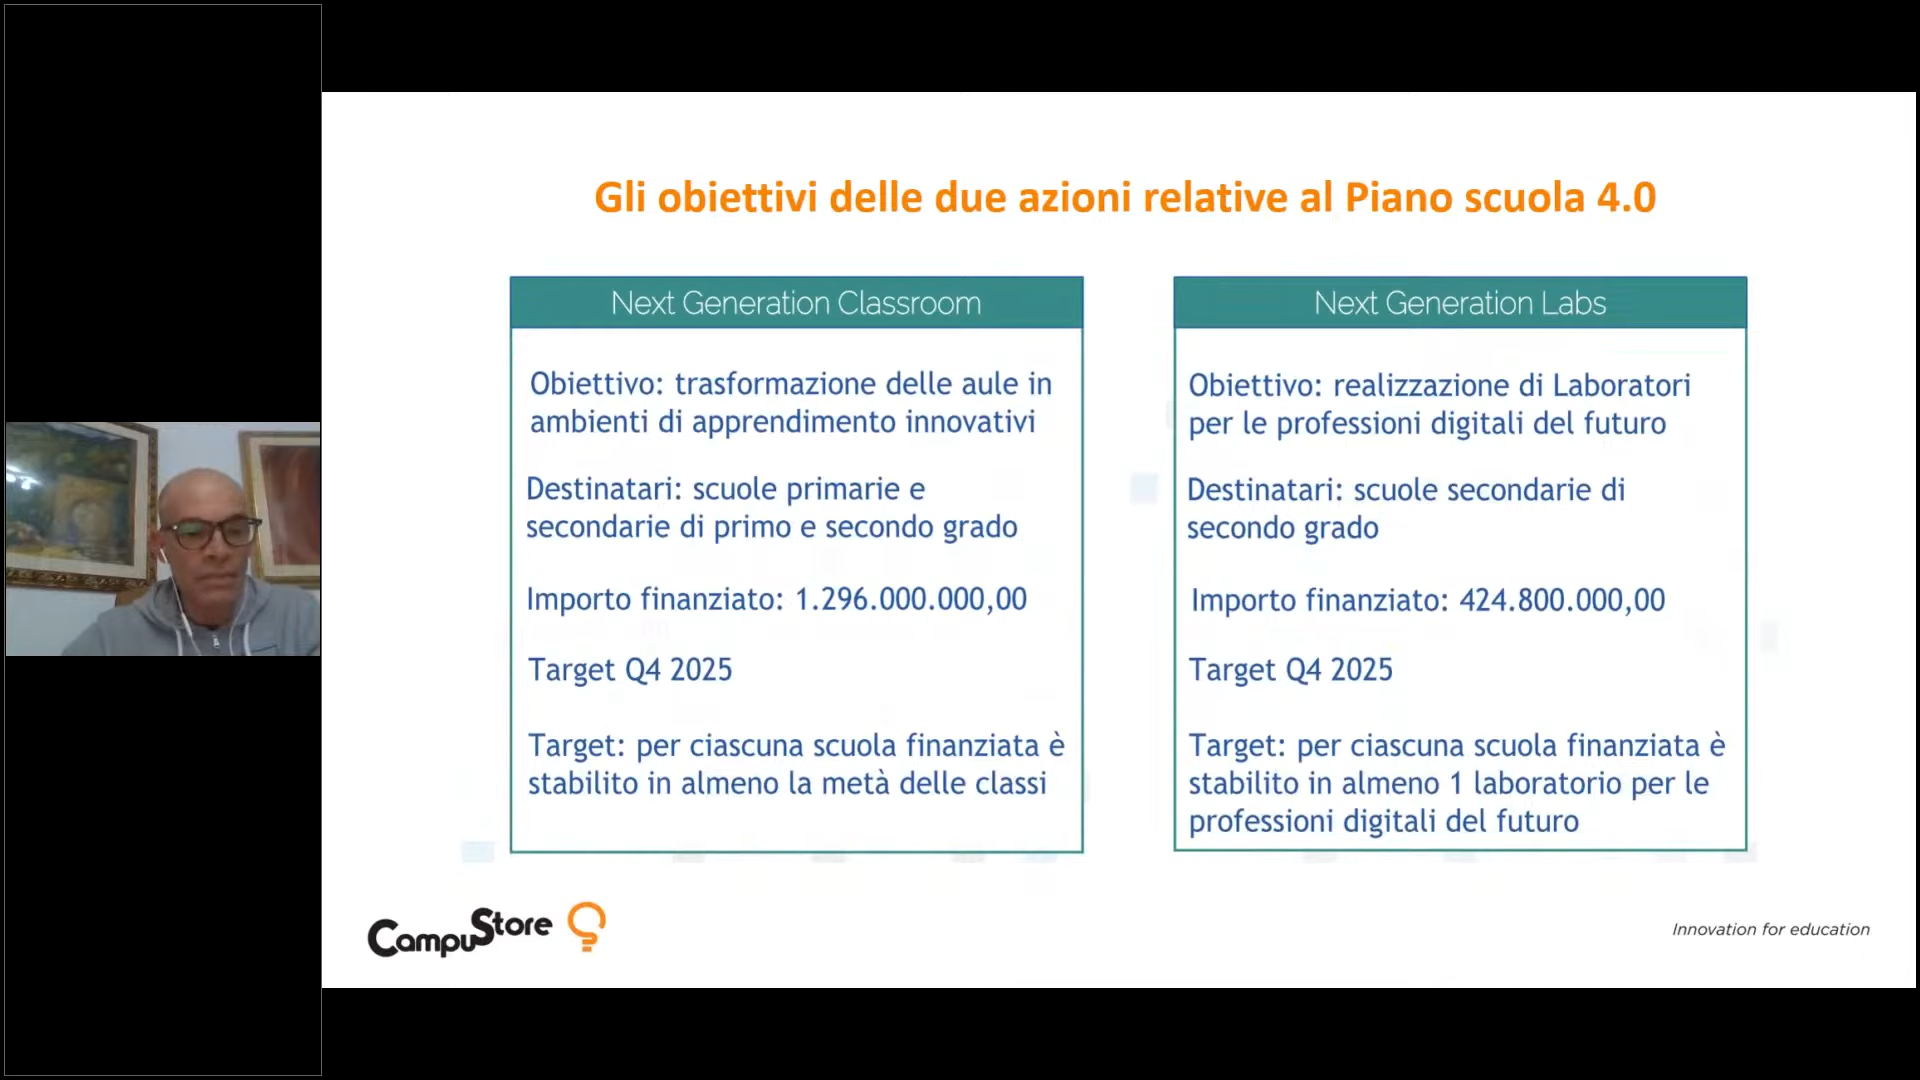 Gli obiettivi delle due azioni relative al Piano scuola 4.0
Next Generation Classroom
Obiettivo: trasformazione delle aule in
ambienti di apprendimento innovativi
Destinatari: scuole primarie e
secondarie di primo e secondo grado
Importo finanziato: 1.296.000.000,00
Target Q4 2025
Target: per ciascuna scuola finanziata è
stabilito in almeno la metà delle classi
Next Generation Labs
Obiettivo: realizzazione di Laboratori
per le professioni digitali del futuro
Destinatari: scuole secondarie di
secondo grado
Importo finanziato: 424.800.000,00
Target Q4 2025
Target: per ciascuna scuola finanziata è
stabilito in almeno 1 laboratorio per le
professioni digitali del futuro
CampuStore
Innovation for education